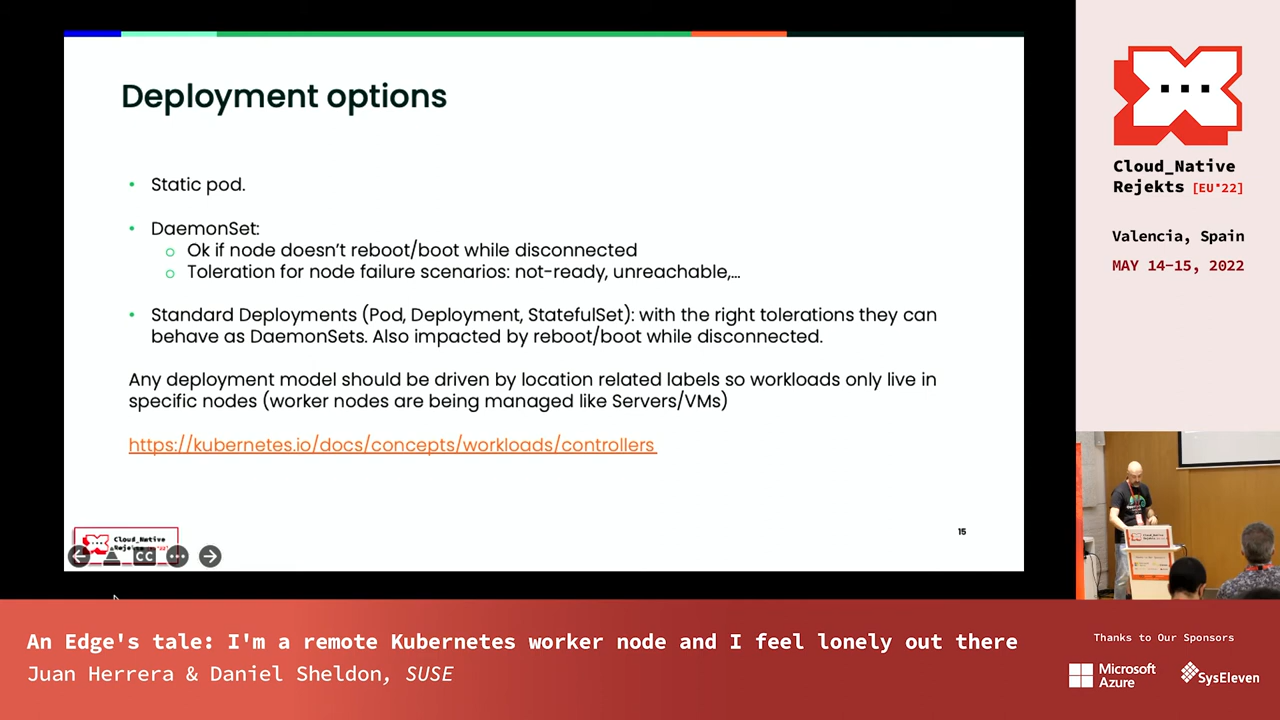 Deployment options
• Static pod.
• DaemonSet:
o Ok if node doesn't reboot/boot while disconnected
o Toleration for node failure scenarios: not-ready, unreachable,...
• Standard Deployments (Pod, Deployment, StatefulSet): with the right tolerations they can
behave as DaemonSets. Also impacted by reboot/boot while disconnected.
Any deployment model should be driven by location related labels so workloads only live in
specific nodes (worker nodes are being managed like Servers/VMs)
https://kubernetes.io/docs/concepts/workloads/controllers
Cloud_Native
Rejekts
CC
15
Cloud_Native
Rejekts [EU*22]
Valencia, Spain
MAY 14-15, 2022
An Edge's tale: I'm a remote Kubernetes worker node and I feel lonely out there
Juan Herrera & Daniel Sheldon, SUSE
Thanks to Our Sponsors
Microsoft
Azure
SysEleven